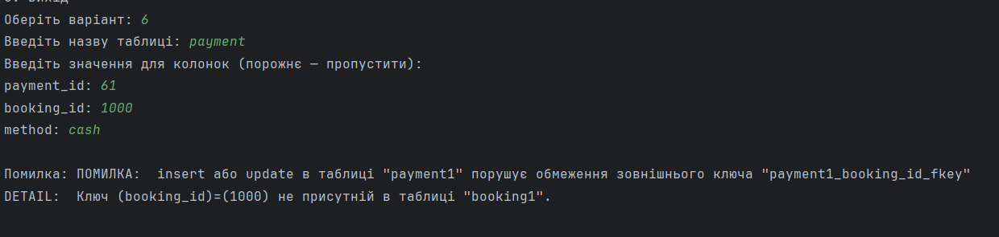 Оберіть варіант: 6
Введіть назву таблиці: payment
Введіть значення для колонок (порожнє — пропустити):
payment_id: 61
booking_id: 1000
method: cash
Помилка: ПОМИЛКА:  insert або update в таблиці "payment1" порушує обмеження зовнішнього ключа "payment1_booking_id_fkey"
DETAIL:  Ключ (booking_id)=(1000) не присутній в таблиці "booking1".